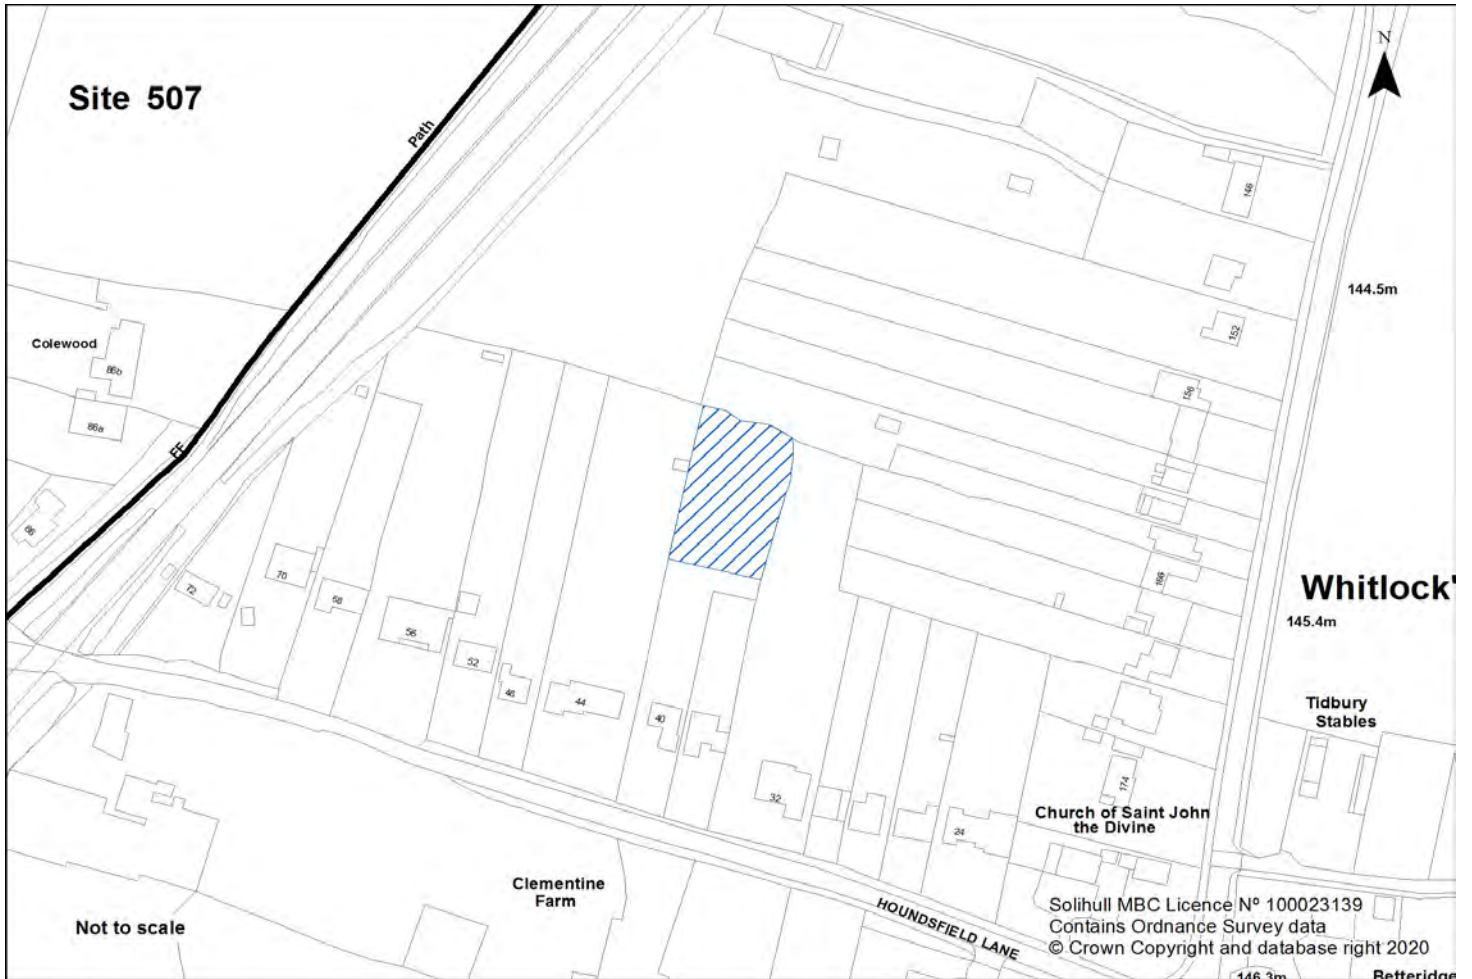 Site 507
N
Path
146
144.5m
152
Colewood
86b
156
86a
FF
66
166
Whitlock'
145.4m
72
70
68
56
52
46
44
40
Tidbury
Stables
32
174
24
Church of Saint John
the Divine
Clementine
Farm
Not to scale
HOUNDSFIELD LANE
Solihull MBC Licence Nº 100023139
Contains Ordnance Survey data
© Crown Copyright and database right 2020
146.3m
Betteridge